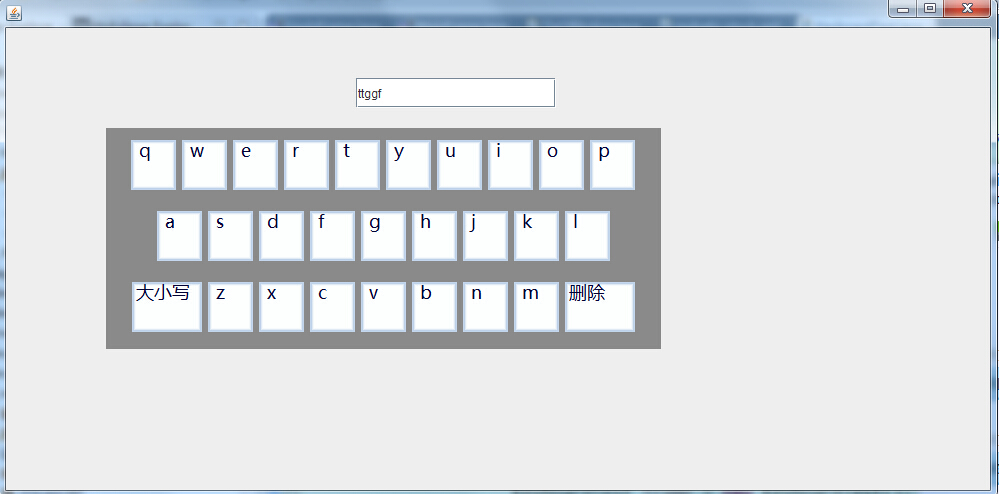 ttggf
q w e r t y u i o p
a s d f g h j k l
大小写 z x c v b n m 删除